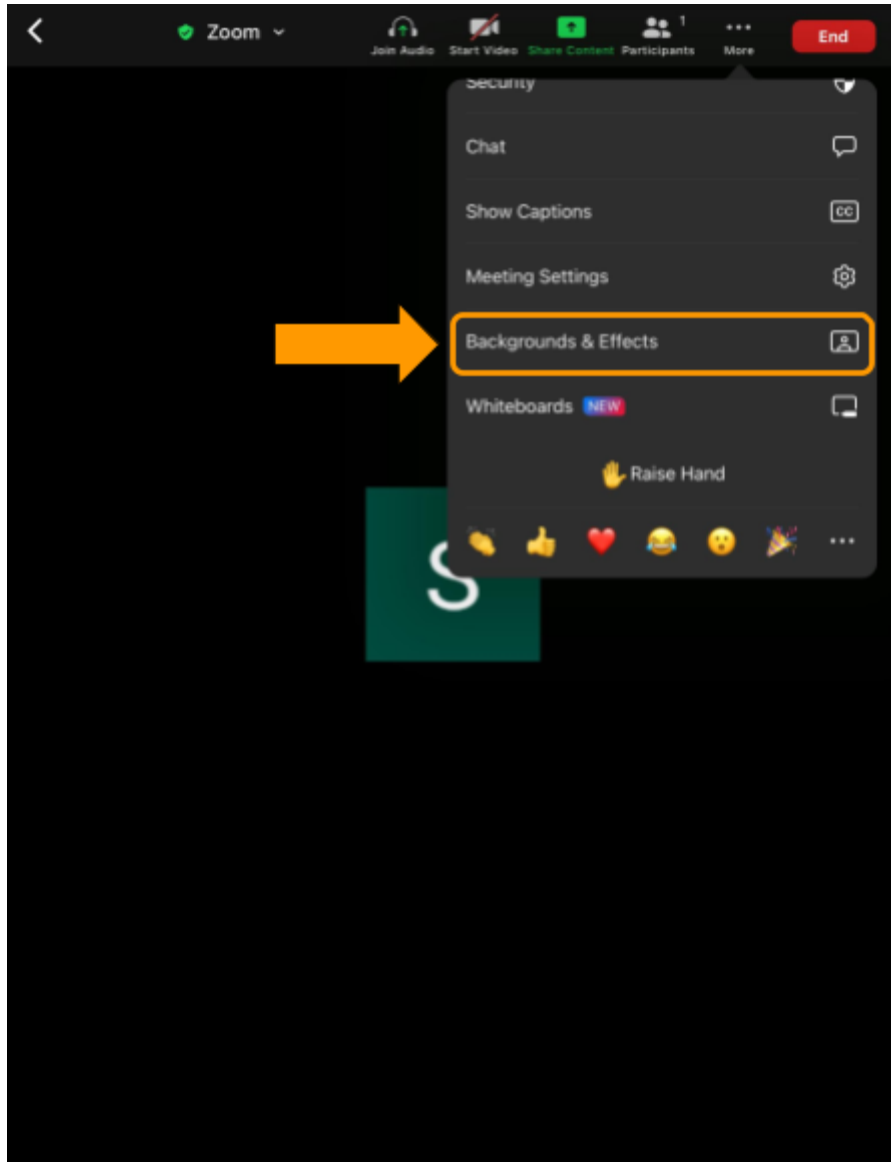 Zoom
Join Audio
Start Video
Share Content
Participants
1
More
End
Security
Chat
Show Captions
CC
Meeting Settings
Backgrounds & Effects
Whiteboards NEW
Raise Hand
S